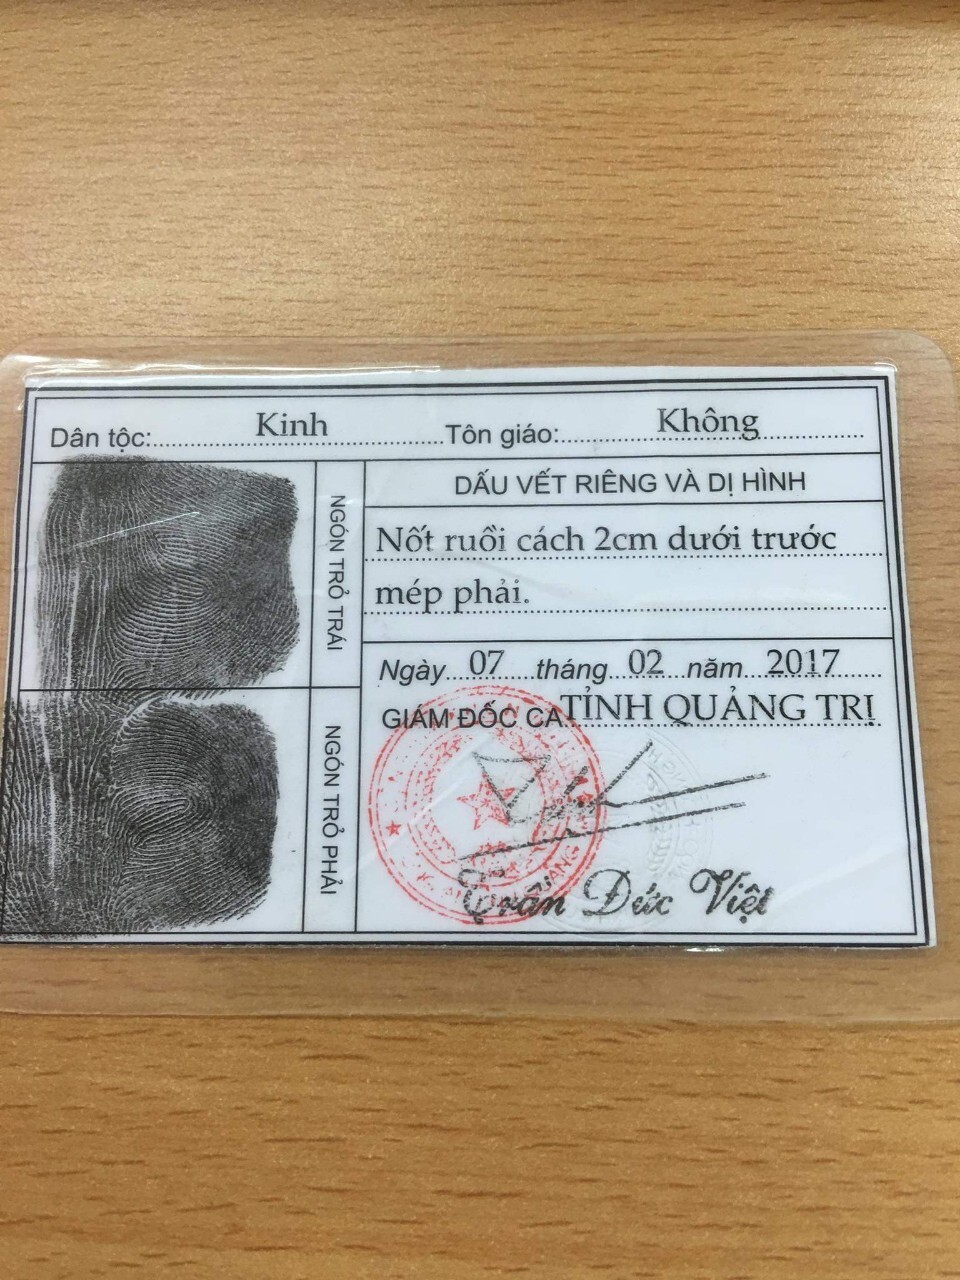 Dân tộc: Kinh Tôn giáo: Không
NGÓN TRỎ TRÁI
NGÓN TRỎ PHẢI
DẤU VẾT RIÊNG VÀ DỊ HÌNH
Nốt ruồi cách 2cm dưới trước
mép phải.
Ngày 07 tháng 02 năm 2017
GIÁM ĐỐC CA TỈNH QUẢNG TRỊ
Trần Đức Việt